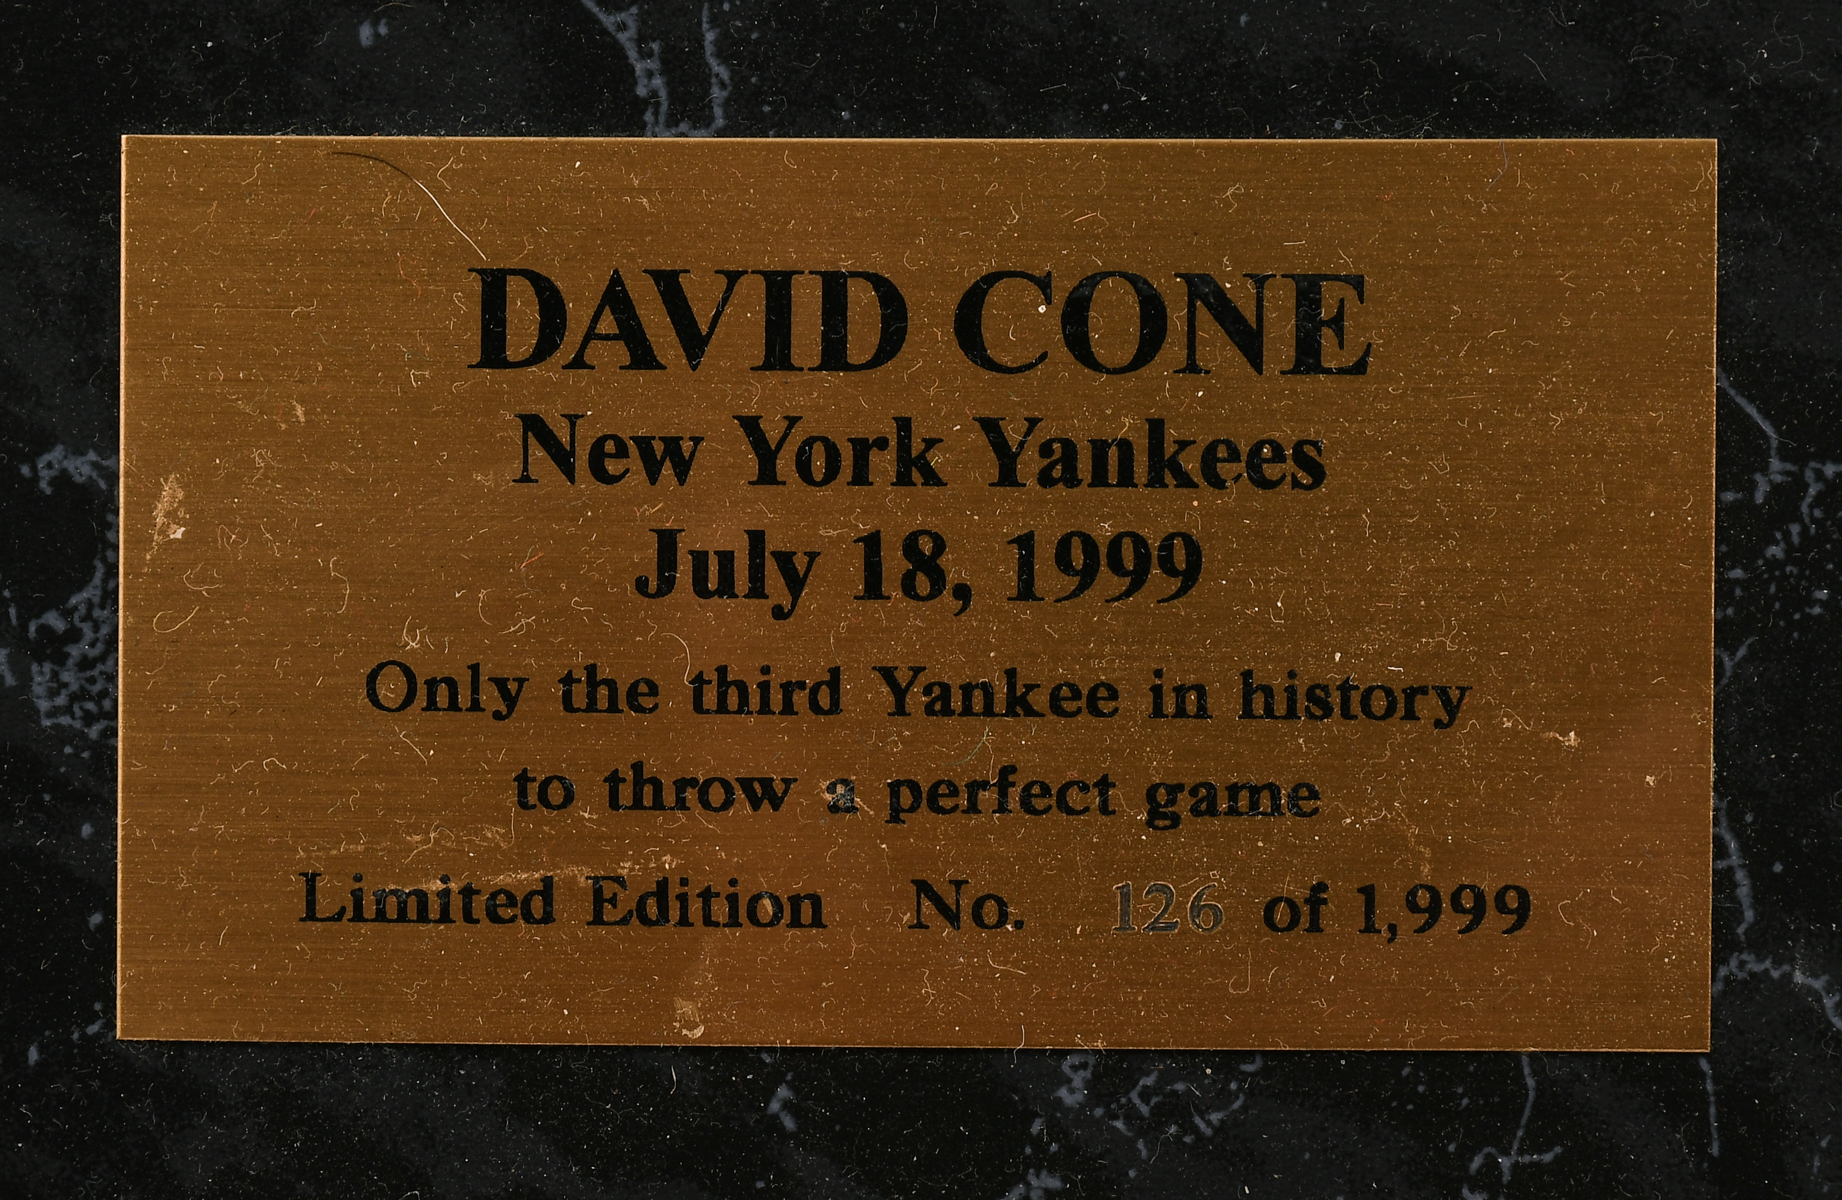 DAVID CONE
New York Yankees
July 18, 1999
Only the third Yankee in history
to throw a perfect game
Limited Edition No. 126 of 1,999